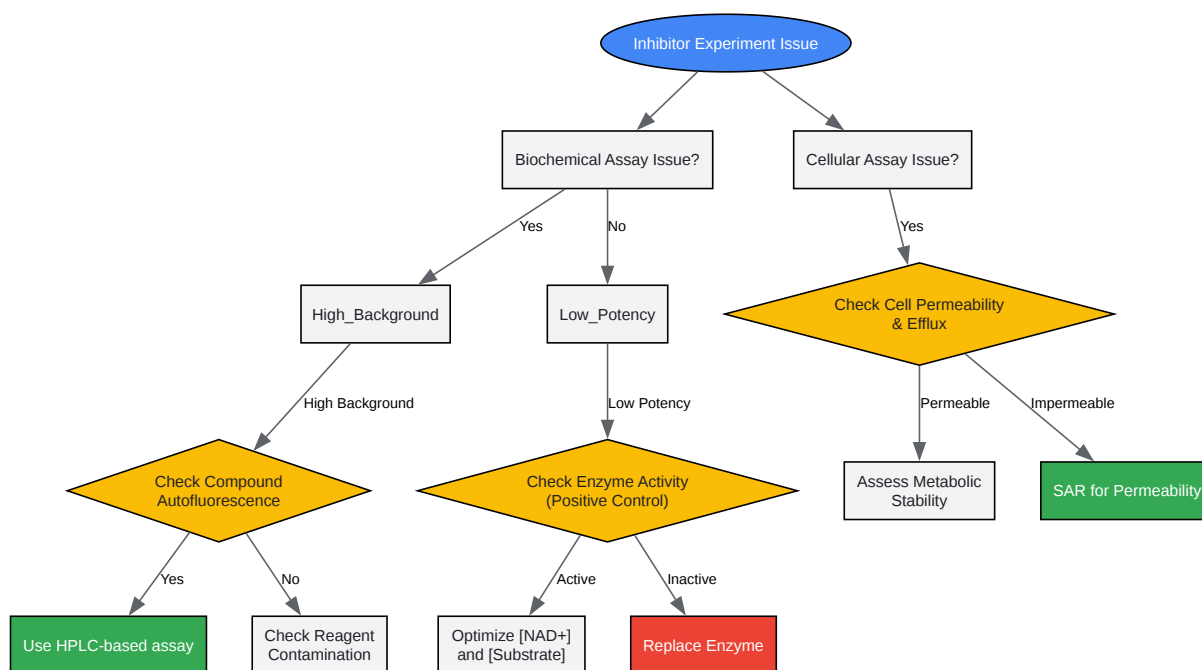 Inhibitor Experiment Issue
Biochemical Assay Issue?
Cellular Assay Issue?
Yes
No
Yes
High_Background
Low_Potency
Check Cell Permeability
& Efflux
High Background
Low Potency
Permeable
Impermeable
Check Compound
Autofluorescence
Check Enzyme Activity
(Positive Control)
Assess Metabolic
Stability
SAR for Permeability
Yes
No
Active
Inactive
Use HPLC-based assay
Check Reagent
Contamination
Optimize [NAD+]
and [Substrate]
Replace Enzyme